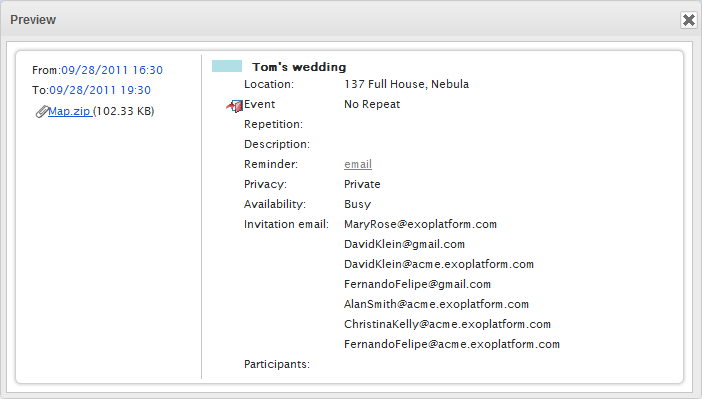 Preview
From:09/28/2011 16:30
To:09/28/2011 19:30
Map.zip (102.33 KB)
Tom's wedding
Location: 137 Full House, Nebula
Event No Repeat
Repetition:
Description:
Reminder: email
Privacy: Private
Availability: Busy
Invitation email: MaryRose@exoplatform.com
DavidKlein@gmail.com
DavidKlein@acme.exoplatform.com
FernandoFelipe@gmail.com
AlanSmith@acme.exoplatform.com
ChristinaKelly@acme.exoplatform.com
FernandoFelipe@acme.exoplatform.com
Participants: